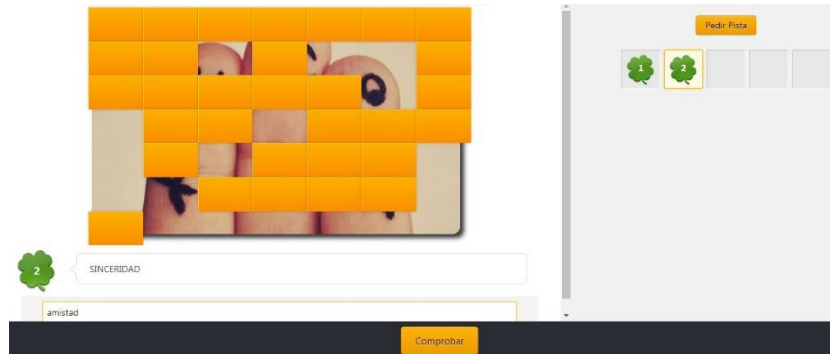 Pedir Pista
1
2
2
SINCERIDAD
amistad
Comprobar